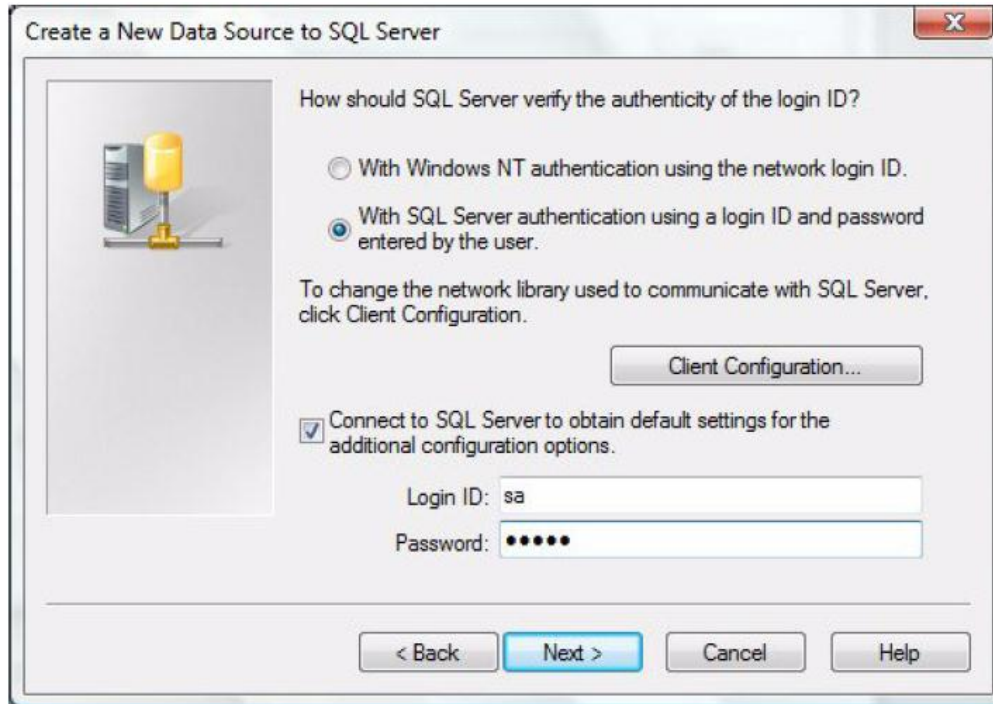 Create a New Data Source to SQL Server
How should SQL Server verify the authenticity of the login ID?
With Windows NT authentication using the network login ID.
With SQL Server authentication using a login ID and password
entered by the user.
To change the network library used to communicate with SQL Server,
click Client Configuration.
Client Configuration...
Connect to SQL Server to obtain default settings for the
additional configuration options.
Login ID: sa
Password: •••••
< Back Next > Cancel Help